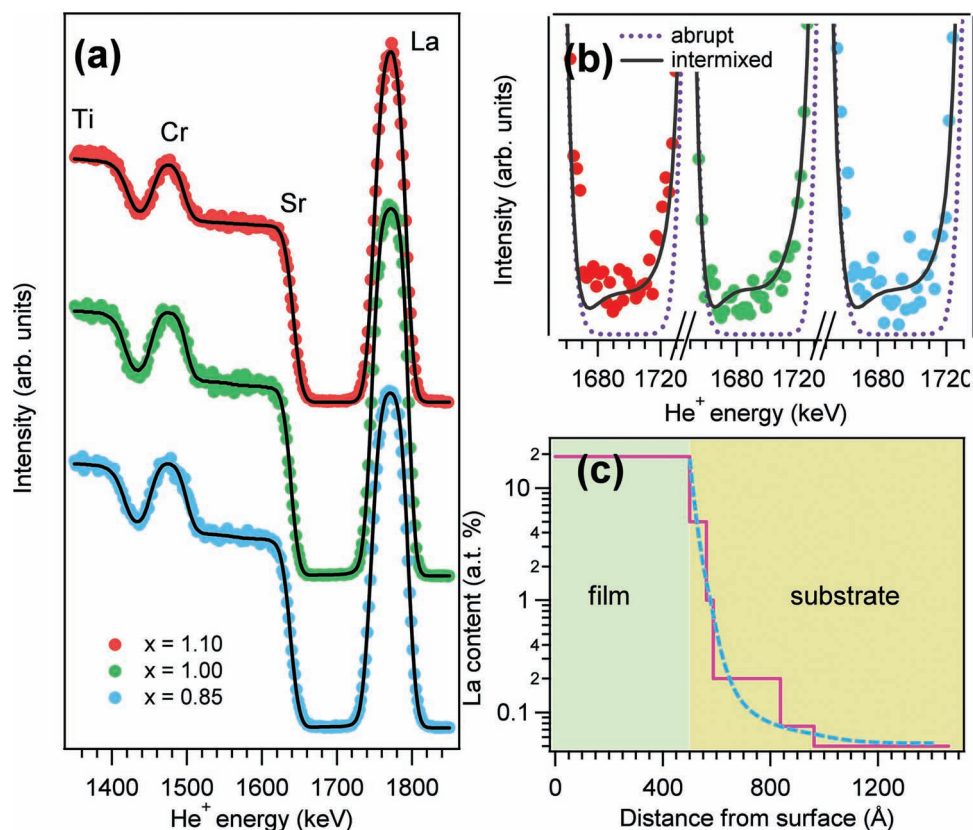 (a)
La
Ti
Cr
Sr
Intensity (arb. units)
x = 1.10
x = 1.00
x = 0.85
1400 1500 1600 1700 1800
He+ energy (keV)
(b)
abrupt
intermixed
Intensity (arb. units)
1680 1720 1680 1720 1680 1720
He+ energy (keV)
(c)
La content (a.t. %)
2
10
4
2
1
4
2
0.1
film
substrate
0 400 800 1200
Distance from surface (Å)